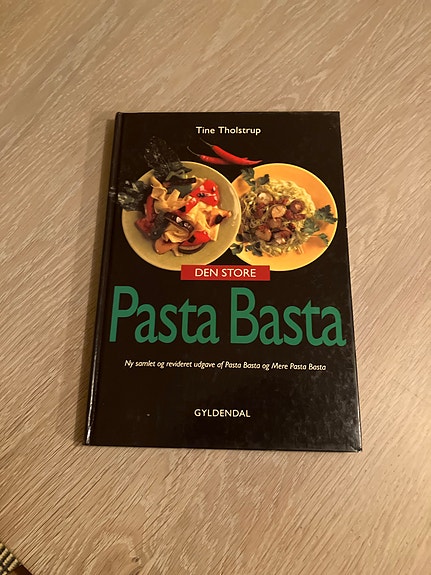 Tine Tholstrup
DEN STORE
Pasta Basta
Ny samlet og revideret udgave af Pasta Basta og Mere Pasta Basta
GYLDENDAL